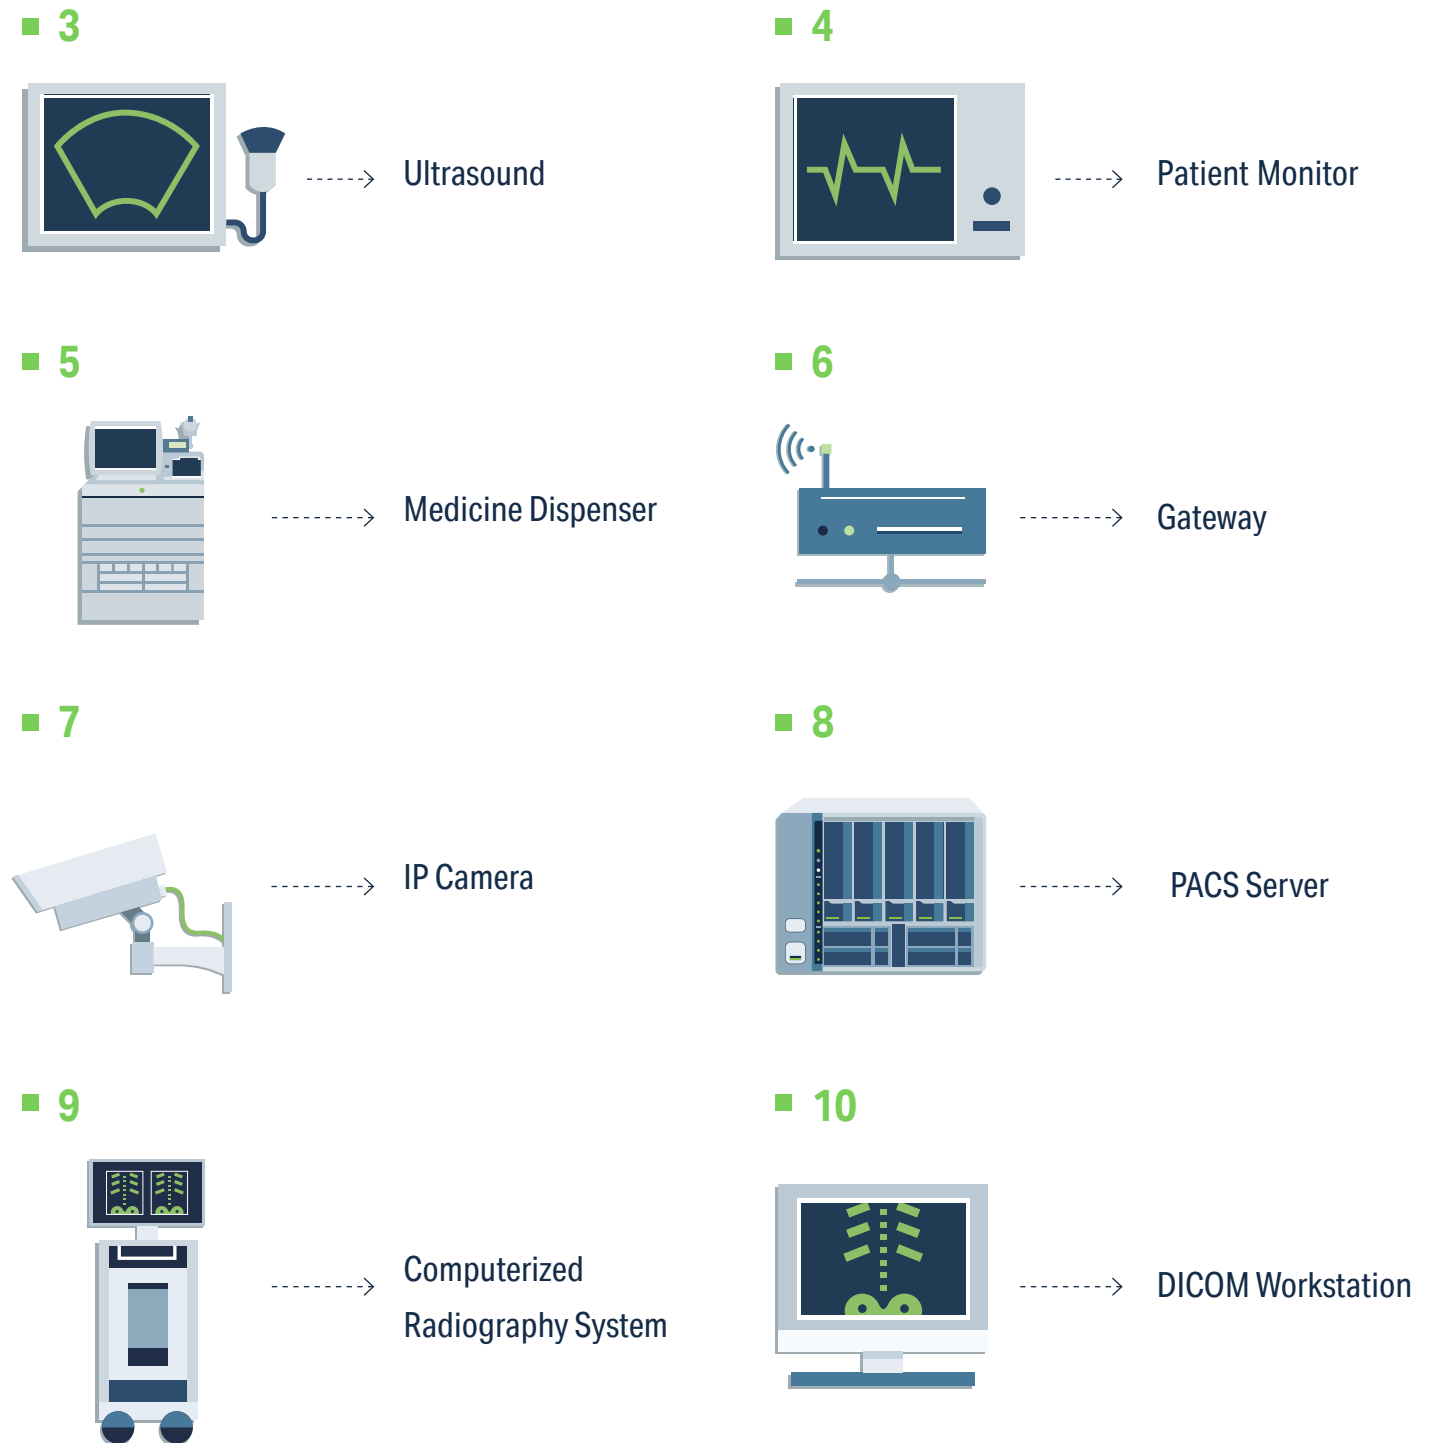 3
Ultrasound
4
Patient Monitor
5
Medicine Dispenser
6
Gateway
7
IP Camera
8
PACS Server
9
Computerized
Radiography System
10
DICOM Workstation